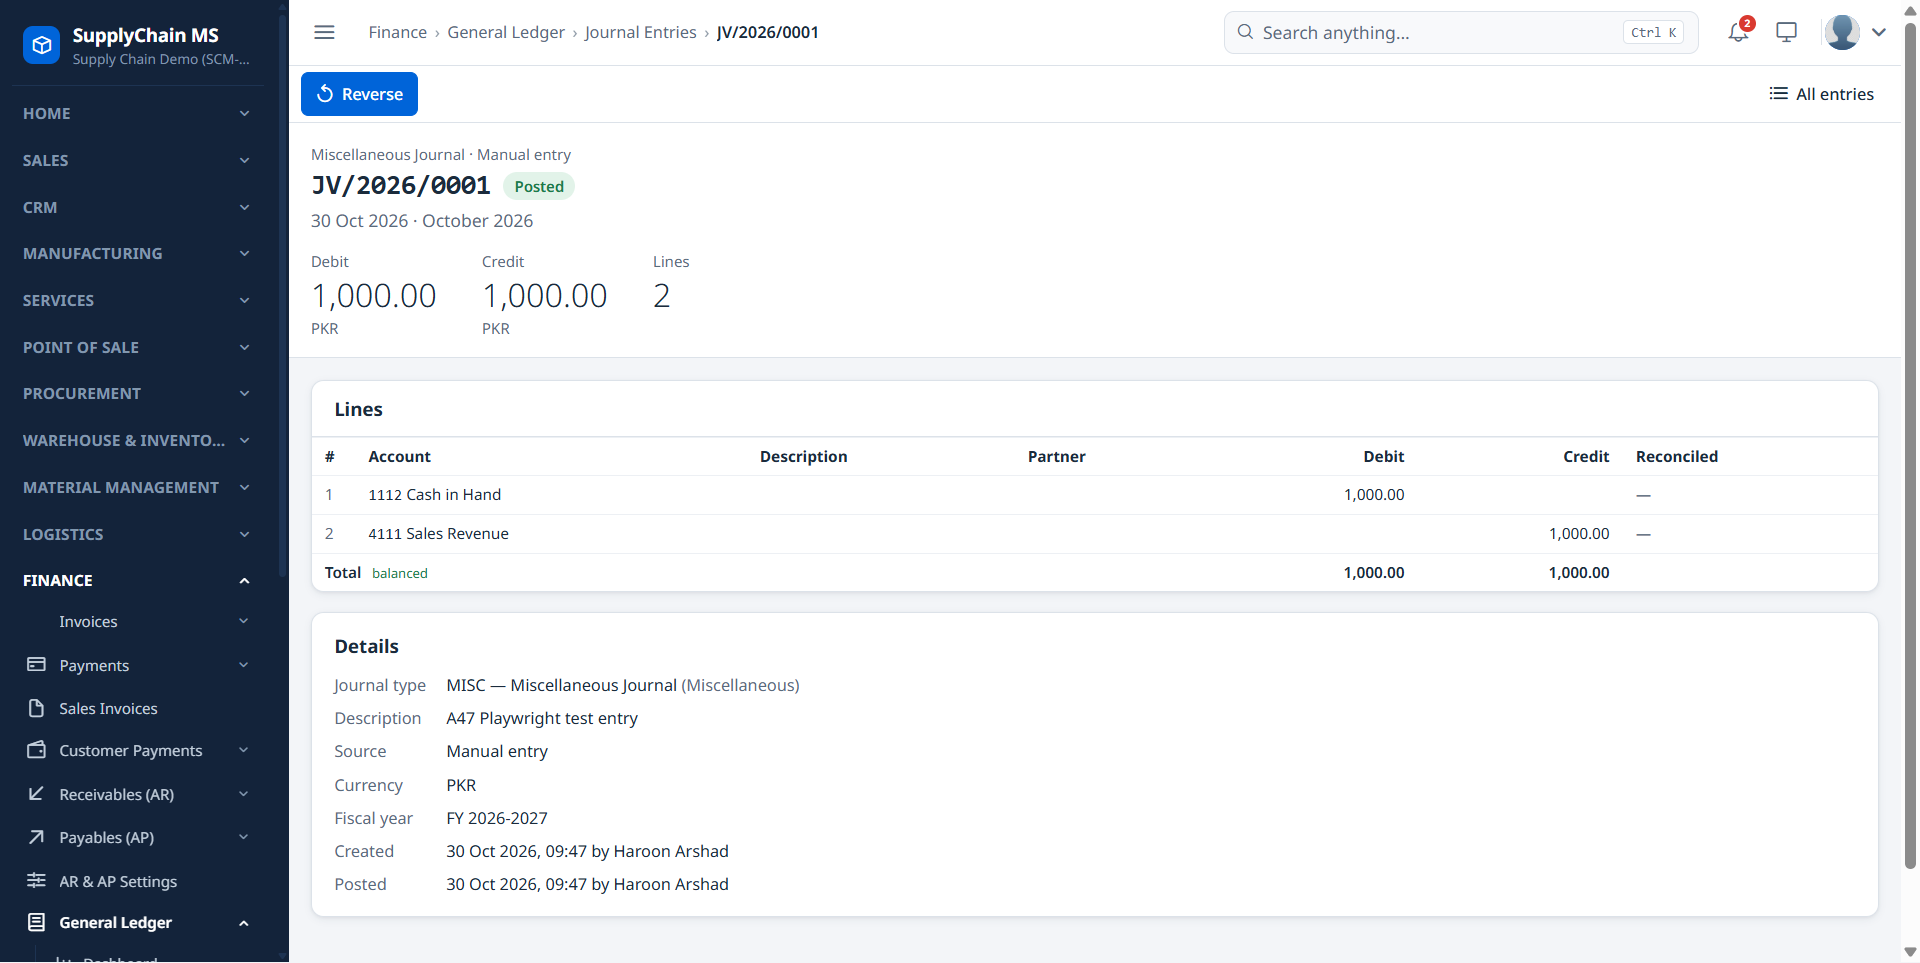 SupplyChain MS
Supply Chain Demo (SCM-...
HOME
SALES
CRM
MANUFACTURING
SERVICES
POINT OF SALE
PROCUREMENT
WAREHOUSE & INVENTO...
MATERIAL MANAGEMENT
LOGISTICS
FINANCE
Invoices
Payments
Sales Invoices
Customer Payments
Receivables (AR)
Payables (AP)
AR & AP Settings
General Ledger
Dashboard
Finance › General Ledger › Journal Entries › JV/2026/0001
Search anything... Ctrl K
2
Reverse
All entries
Miscellaneous Journal · Manual entry
JV/2026/0001 Posted
30 Oct 2026 · October 2026
Debit Credit Lines
1,000.00 1,000.00 2
PKR PKR
Lines
# Account Description Partner Debit Credit Reconciled
1 1112 Cash in Hand 1,000.00 —
2 4111 Sales Revenue 1,000.00 —
Total balanced 1,000.00 1,000.00
Details
Journal type MISC — Miscellaneous Journal (Miscellaneous)
Description A47 Playwright test entry
Source Manual entry
Currency PKR
Fiscal year FY 2026-2027
Created 30 Oct 2026, 09:47 by Haroon Arshad
Posted 30 Oct 2026, 09:47 by Haroon Arshad